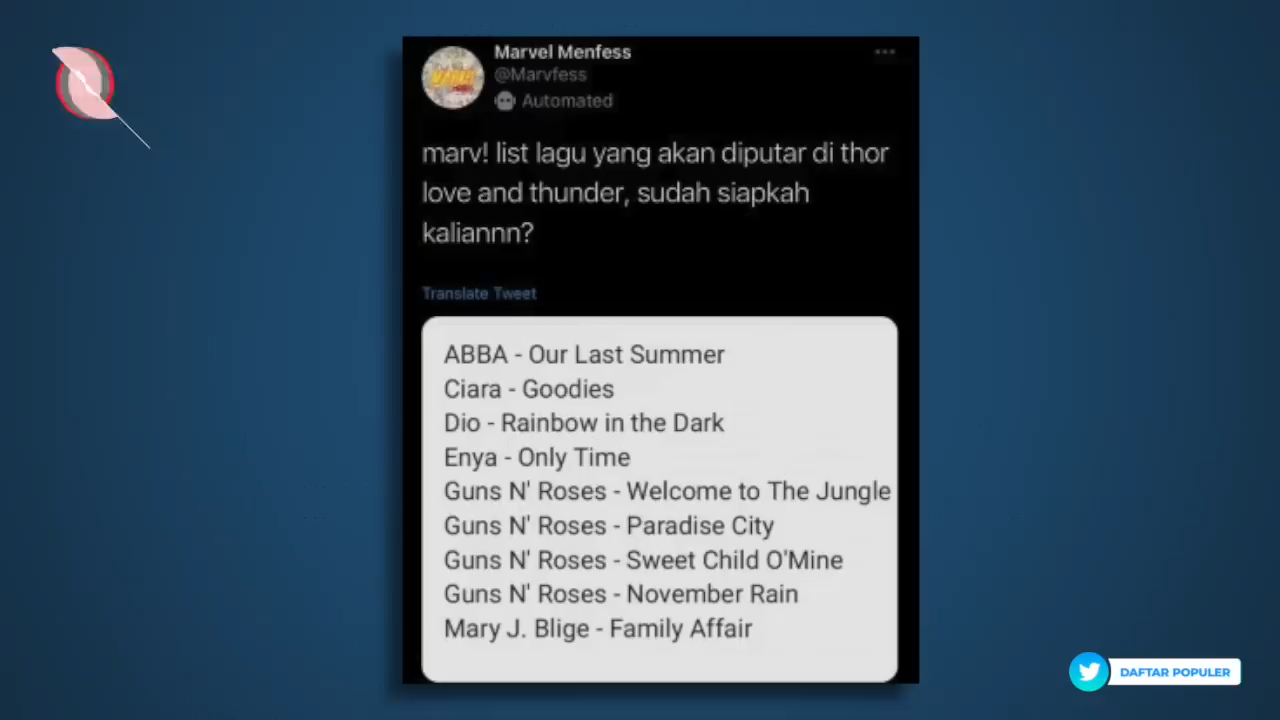 Marvel Menfess
@Marvfess
Automated
marv! list lagu yang akan diputar di thor
love and thunder, sudah siapkah
kaliannn?
Translate Tweet
ABBA - Our Last Summer
Ciara - Goodies
Dio - Rainbow in the Dark
Enya - Only Time
Guns N' Roses - Welcome to The Jungle
Guns N' Roses - Paradise City
Guns N' Roses - Sweet Child O'Mine
Guns N' Roses - November Rain
Mary J. Blige - Family Affair
DAFTAR POPULER